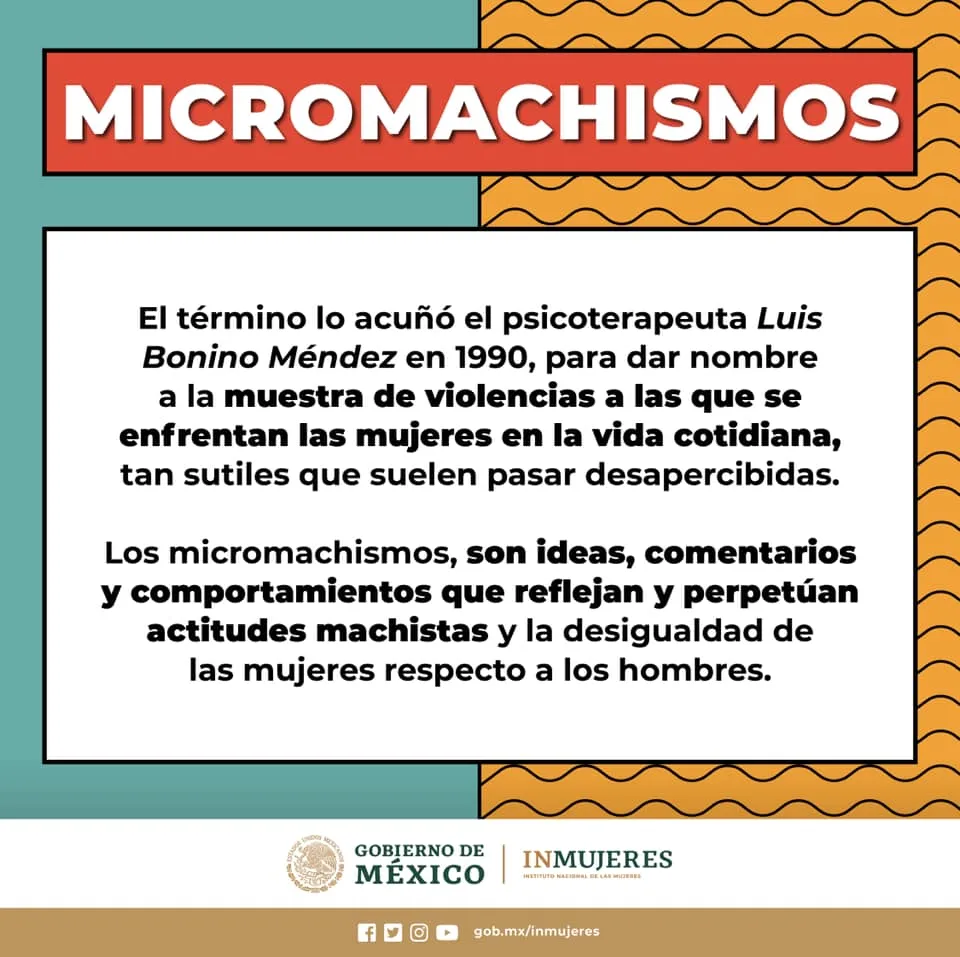 MICROMACHISMOS
El término lo acuñó el psicoterapeuta Luis
Bonino Méndez en 1990, para dar nombre
a la muestra de violencias a las que se
enfrentan las mujeres en la vida cotidiana,
tan sutiles que suelen pasar desapercibidas.
Los micromachismos, son ideas, comentarios
y comportamientos que reflejan y perpetúan
actitudes machistas y la desigualdad de
las mujeres respecto a los hombres.
ESTADOS UNIDOS MEXICANOS
GOBIERNO DE
MÉXICO
INMUJERES
INSTITUTO NACIONAL DE LAS MUJERES
gob.mx/inmujeres